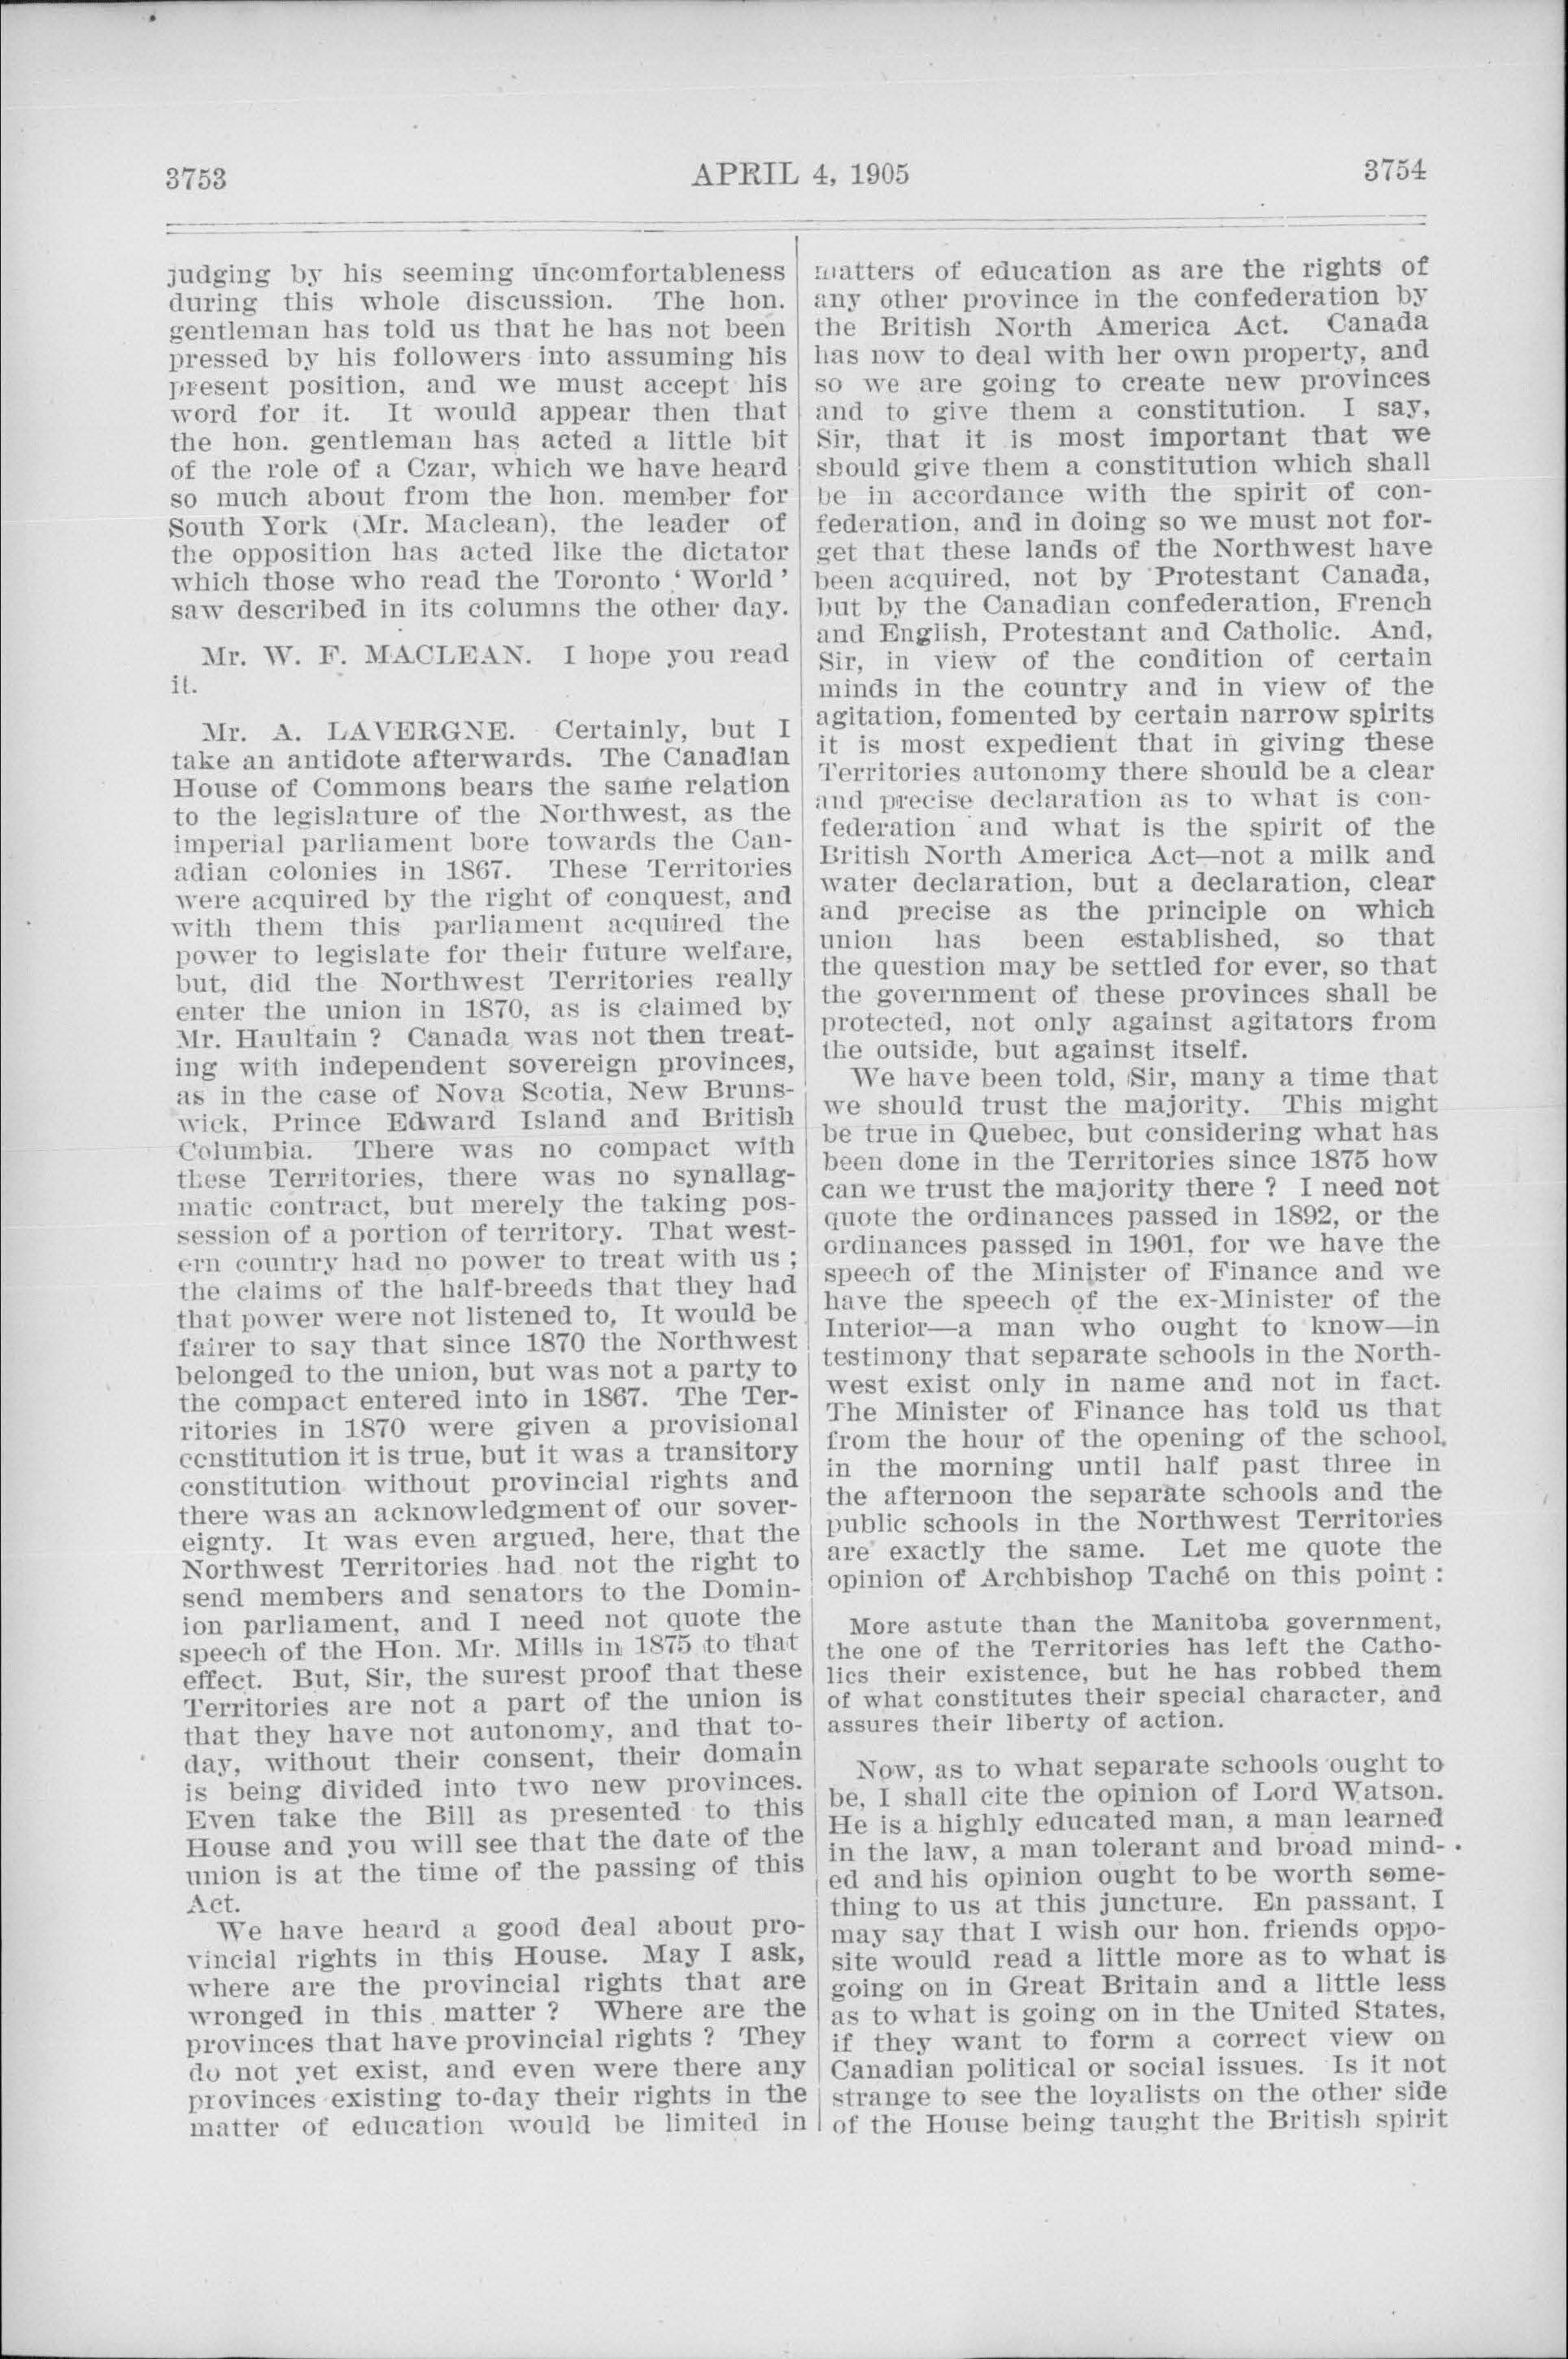 3753
APRIL 4, 1905
3754
judging by his seeming uncomfortableness
during this whole discussion. The hon.
gentleman has told us that he has not been
pressed by his followers into assuming his
present position, and we must accept his
word for it. It would appear then that
the hon. gentleman has acted a little bit
of the role of a Czar, which we have heard
so much about from the hon. member for
South York (Mr. Maclean), the leader of
the opposition has acted like the dictator
which those who read the Toronto ‘ World ’
saw described in its columns the other day.
Mr. W. F. MACLEAN. I hope you read
it.
Mr. A. LAVERGNE. Certainly, but I
take an antidote afterwards. The Canadian
House of Commons bears the same relation
to the legislature of the Northwest, as the
imperial parliament bore towards the Can-
adian colonies in 1867. These Territories
were acquired by the right of conquest, and
with them this parliament acquired the
power to legislate for their future welfare,
but, did the Northwest Territories really
enter the union in 1870, as is claimed by
Mr. Haultain ? Canada was not then treat-
ing with independent sovereign provinces,
as in the case of Nova Scotia, New Bruns-
wick, Prince Edward Island and British
Columbia. There was no compact with
these Territories, there was no synallag-
matic contract, but merely the taking pos-
session of a portion of territory. That west-
ern country had no power to treat with us ;
the claims of the half-breeds that they had
that power were not listened to. It would be
fairer to say that since 1870 the Northwest
belonged to the union, but was not a party to
the compact entered into in 1867. The Ter-
ritories in 1870 were given a provisional
constitution it is true, but it was a transitory
constitution without provincial rights and
there was an acknowledgment of our sover-
eignty. It was even argued, here, that the
Northwest Territories had not the right to
send members and senators to the Domin-
ion parliament, and I need not quote the
speech of the Hon. Mr. Mills in 1875 to that
effect. But, Sir, the surest proof that these
Territories are not a part of the union is
that they have not autonomy, and that to-
day, without their consent, their domain
is being divided into two new provinces.
Even take the Bill as presented to this
House and you will see that the date of the
union is at the time of the passing of this
Act.
We have heard a good deal about pro-
vincial rights in this House. May I ask,
where are the provincial rights that are
wronged in this matter ? Where are the
provinces that have provincial rights ? They
do not yet exist, and even were there any
provinces existing to-day their rights in the
matter of education would be limited in
matters of education as are the rights of
any other province in the confederation by
the British North America Act. Canada
has now to deal with her own property, and
so we are going to create new provinces
and to give them a constitution. I say,
Sir, that it is most important that we
should give them a constitution which shall
be in accordance with the spirit of con-
federation, and in doing so we must not for-
get that these lands of the Northwest have
been acquired, not by Protestant Canada,
but by the Canadian confederation, French
and English, Protestant and Catholic. And,
Sir, in view of the condition of certain
minds in the country and in view of the
agitation, fomented by certain narrow spirits
it is most expedient that in giving these
Territories autonomy there should be a clear
and precise declaration as to what is con-
federation and what is the spirit of the
British North America Act—not a milk and
water declaration, but a declaration, clear
and precise as the principle on which
union has been established, so that
the question may be settled for ever, so that
the government of these provinces shall be
protected, not only against agitators from
the outside, but against itself.
We have been told, Sir, many a time that
we should trust the majority. This might
be true in Quebec, but considering what has
been done in the Territories since 1875 how
can we trust the majority there ? I need not
quote the ordinances passed in 1892, or the
ordinances passed in 1901, for we have the
speech of the Minister of Finance and we
have the speech of the ex-Minister of the
Interior—a man who ought to know—in
testimony that separate schools in the North-
west exist only in name and not in fact.
The Minister of Finance has told us that
from the hour of the opening of the school,
in the morning until half past three in
the afternoon the separate schools and the
public schools in the Northwest Territories
are exactly the same. Let me quote the
opinion of Archbishop Taché on this point :
More astute than the Manitoba government,
the one of the Territories has left the Catho-
lics their existence, but he has robbed them
of what constitutes their special character, and
assures their liberty of action.
Now, as to what separate schools ought to
be, I shall cite the opinion of Lord Watson.
He is a highly educated man, a man learned
in the law, a man tolerant and broad mind-
ed and his opinion ought to be worth some-
thing to us at this juncture. En passant, I
may say that I wish our hon. friends oppo-
site would read a little more as to what is
going on in Great Britain and a little less
as to what is going on in the United States,
if they want to form a correct view on
Canadian political or social issues. Is it not
strange to see the loyalists on the other side
of the House being taught the British spirit